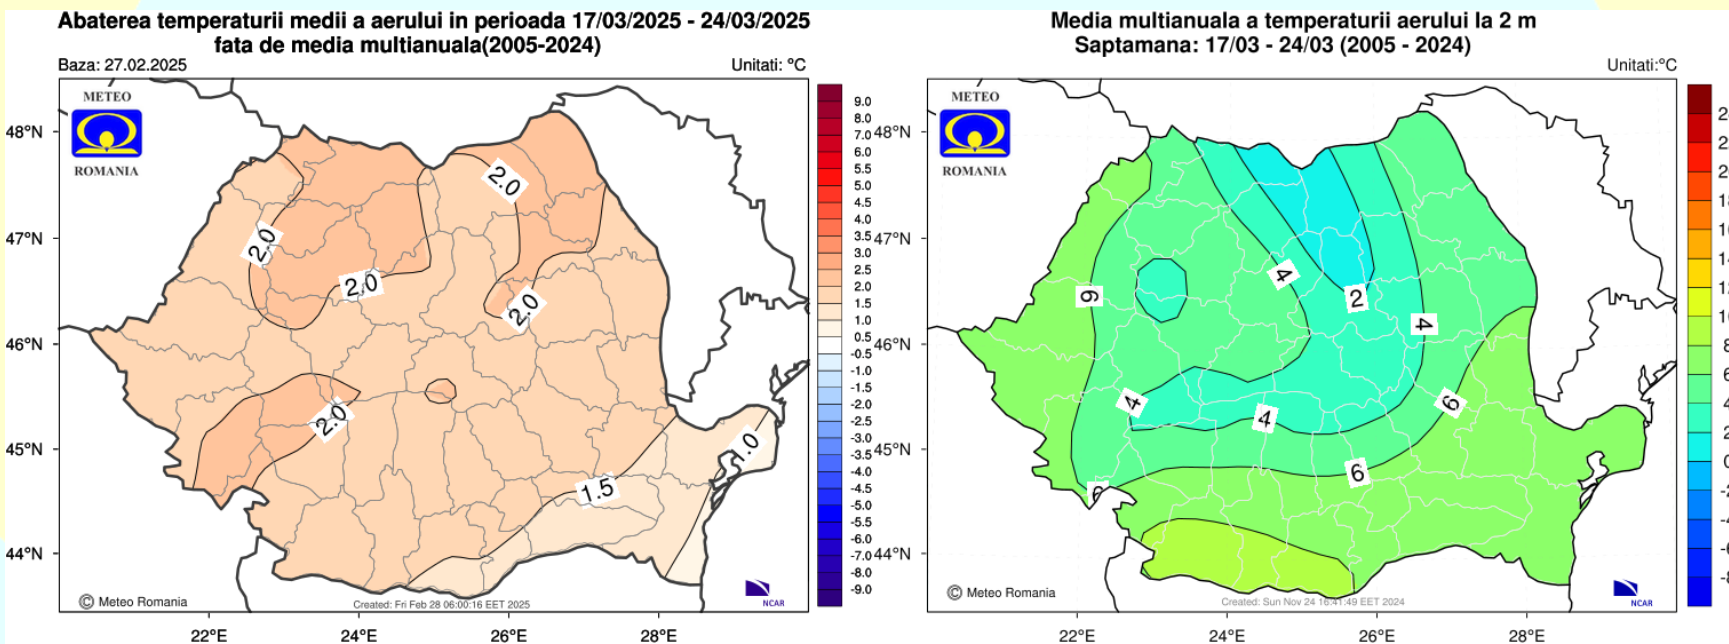 Abaterea temperaturii medii a aerului in perioada 17/03/2025 - 24/03/2025
fata de media multianuala(2005-2024)
Baza: 27.02.2025
Unitati: °C
METEO
ROMANIA
48°N
47°N
46°N
45°N
44°N
22°E
24°E
26°E
28°E
2.0
2.0
2.0
2.0
2.0
1.5
1.0
9.0
8.0
7.0
6.0
5.5
5.0
4.5
4.0
3.5
3.0
2.5
2.0
1.5
1.0
0.5
-0.5
-1.0
-1.5
-2.0
-2.5
-3.0
-3.5
-4.0
-4.5
-5.0
-5.5
-6.0
-7.0
-8.0
-9.0
© Meteo Romania
Created: Fri Feb 28 06:00:16 EET 2025
NCAR
Media multianuala a temperaturii aerului la 2 m
Saptamana: 17/03 - 24/03 (2005 - 2024)
Unitati:°C
METEO
ROMANIA
48°N
47°N
46°N
45°N
44°N
22°E
24°E
26°E
28°E
4
6
2
4
4
4
6
6
6
10
8
6
4
2
0
-2
-4
-6
-8
© Meteo Romania
Created: Sun Nov 24 16:41:49 EET 2024
NCAR